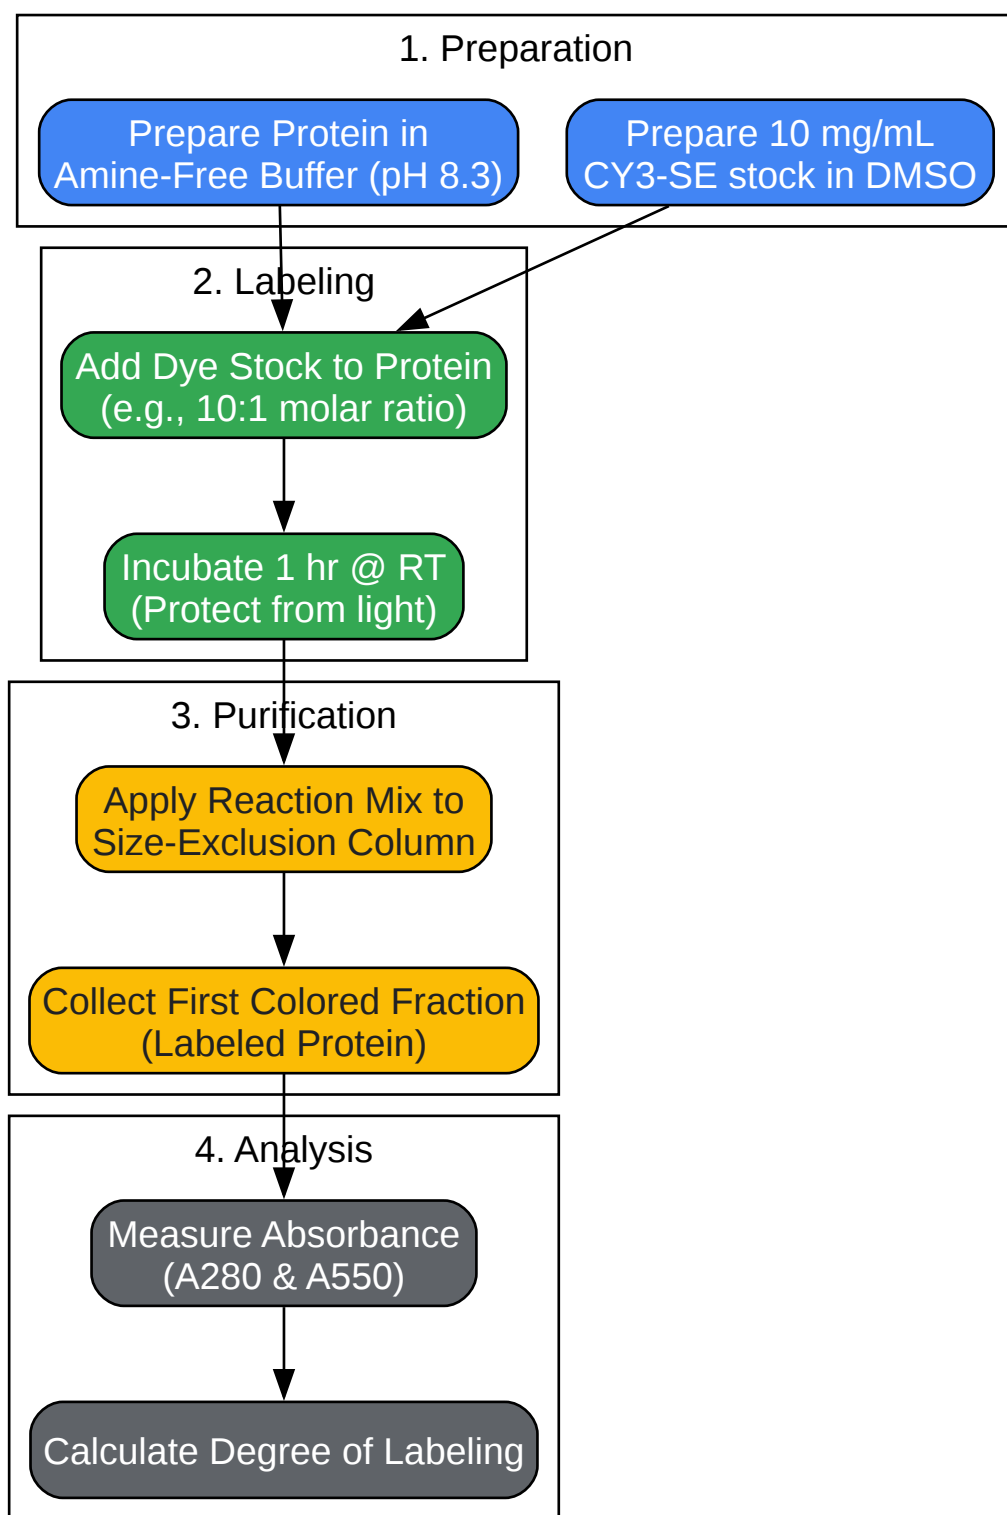 1. Preparation
Prepare Protein in
Amine-Free Buffer (pH 8.3)
Prepare 10 mg/mL
CY3-SE stock in DMSO
2. Labeling
Add Dye Stock to Protein
(e.g., 10:1 molar ratio)
Incubate 1 hr @ RT
(Protect from light)
3. Purification
Apply Reaction Mix to
Size-Exclusion Column
Collect First Colored Fraction
(Labeled Protein)
4. Analysis
Measure Absorbance
(A280 & A550)
Calculate Degree of Labeling